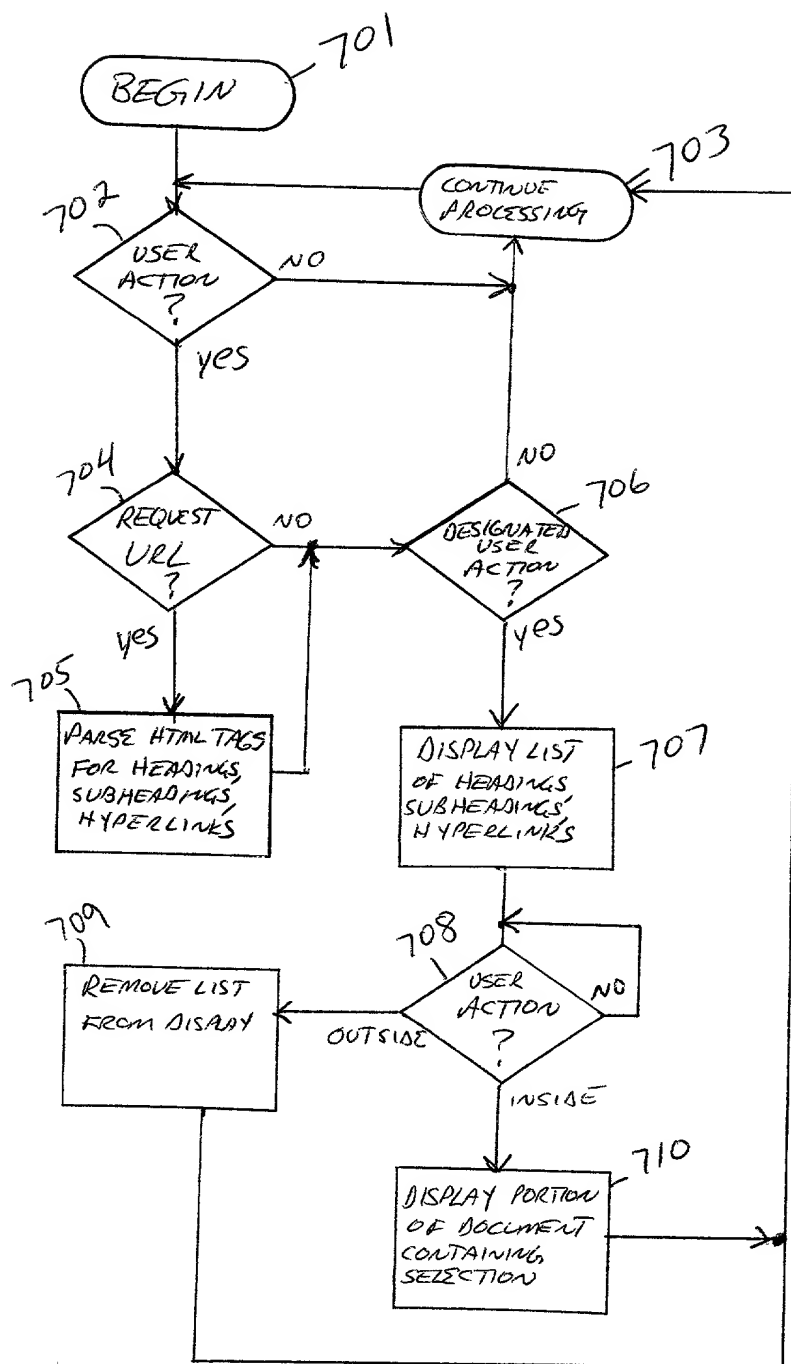 701
BEGIN
703
CONTINUE
PROCESSING
702
USER
ACTION
?
NO
yes
704
REQUEST
URL
?
NO
yes
NO
706
DESIGNATED
USER
ACTION
?
yes
705
PARSE HTML TAGS
FOR HEADINGS,
SUBHEADINGS,
HYPERLINKS
707
DISPLAY LIST
OF HEADINGS,
SUBHEADINGS,
HYPERLINKS
709
REMOVE LIST
FROM DISPLAY
708
USER
ACTION
?
NO
OUTSIDE
INSIDE
710
DISPLAY PORTION
OF DOCUMENT
CONTAINING
SELECTION